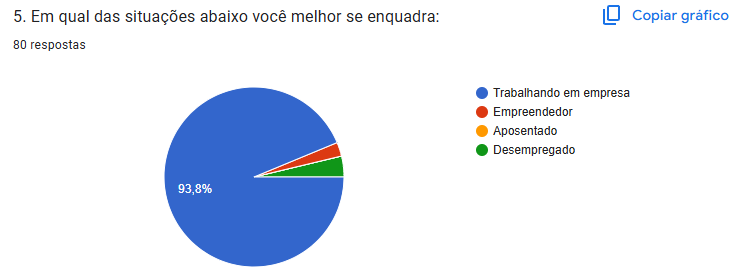 5. Em qual das situações abaixo você melhor se enquadra:
Copiar gráfico
80 respostas
Trabalhando em empresa
Empreendedor
Aposentado
Desempregado
93,8%